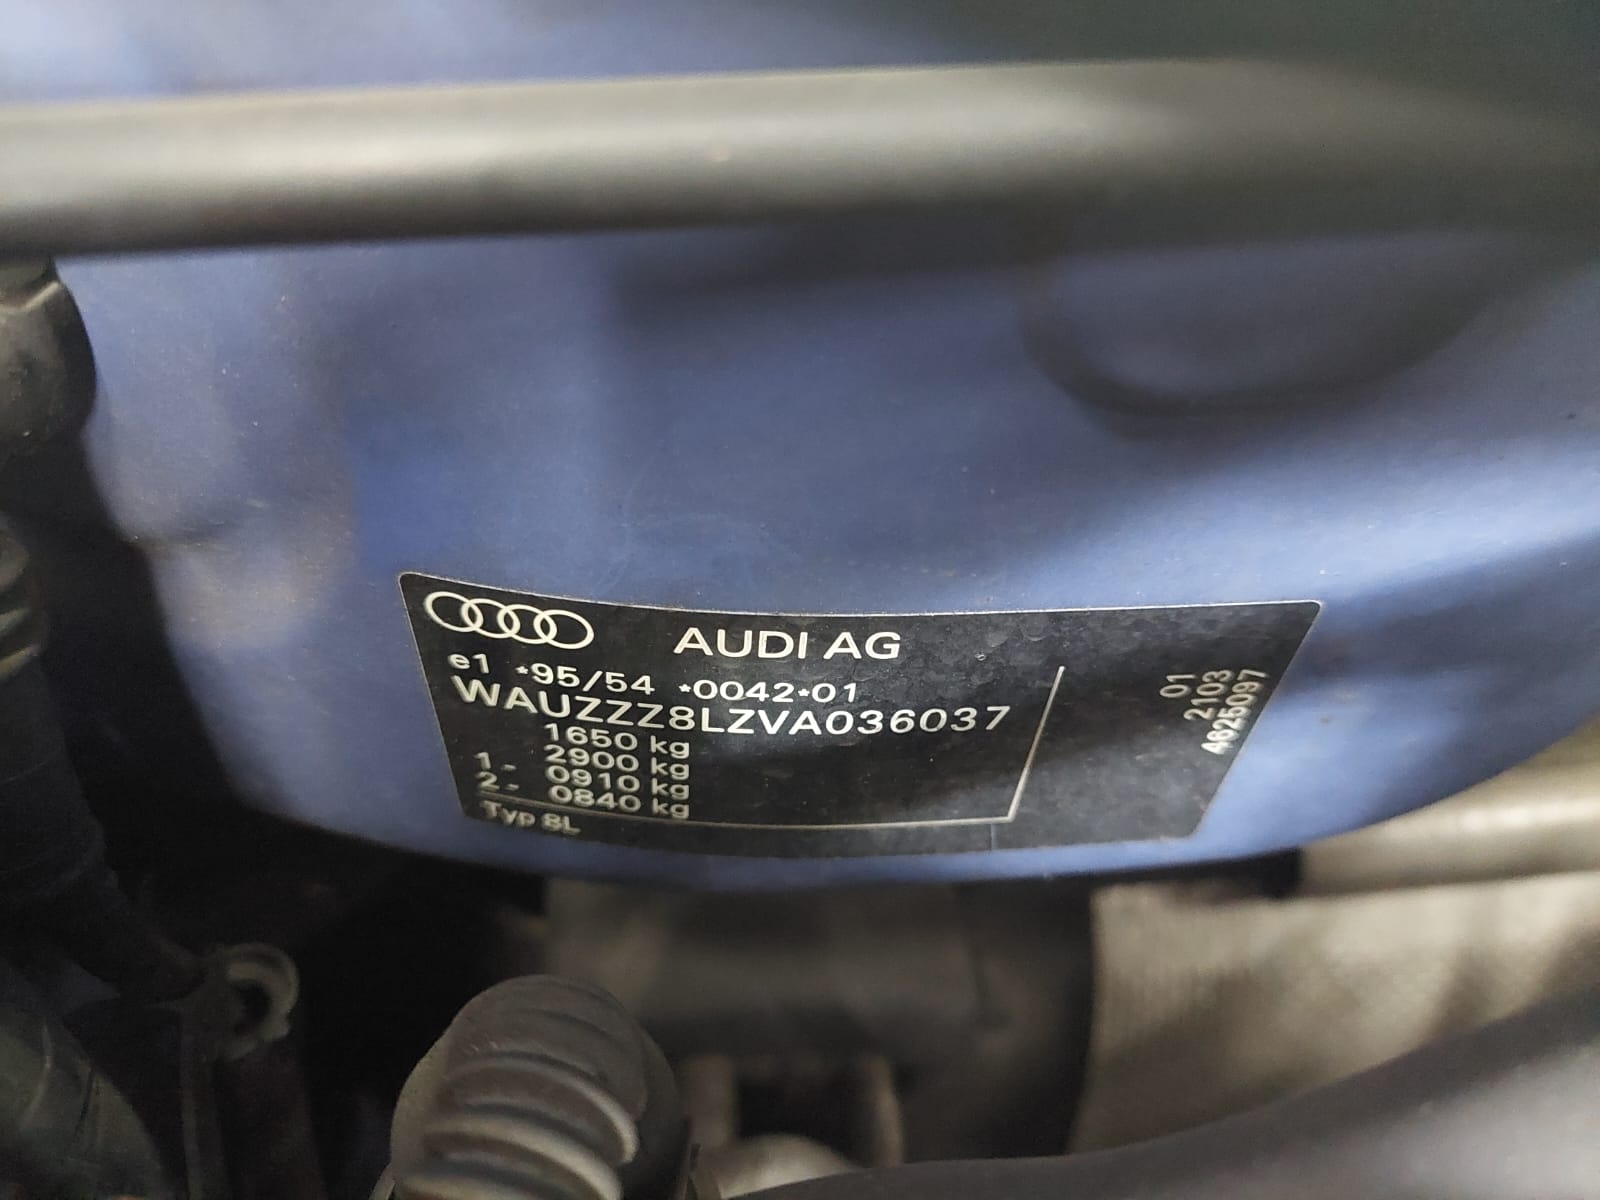 AUDI AG
e1 *95/54 *0042*01
WAUZZZ8LZVA036037
1650 kg
2900 kg
1- 0910 kg
2- 0840 kg
Typ 8L
01
2103
4625097